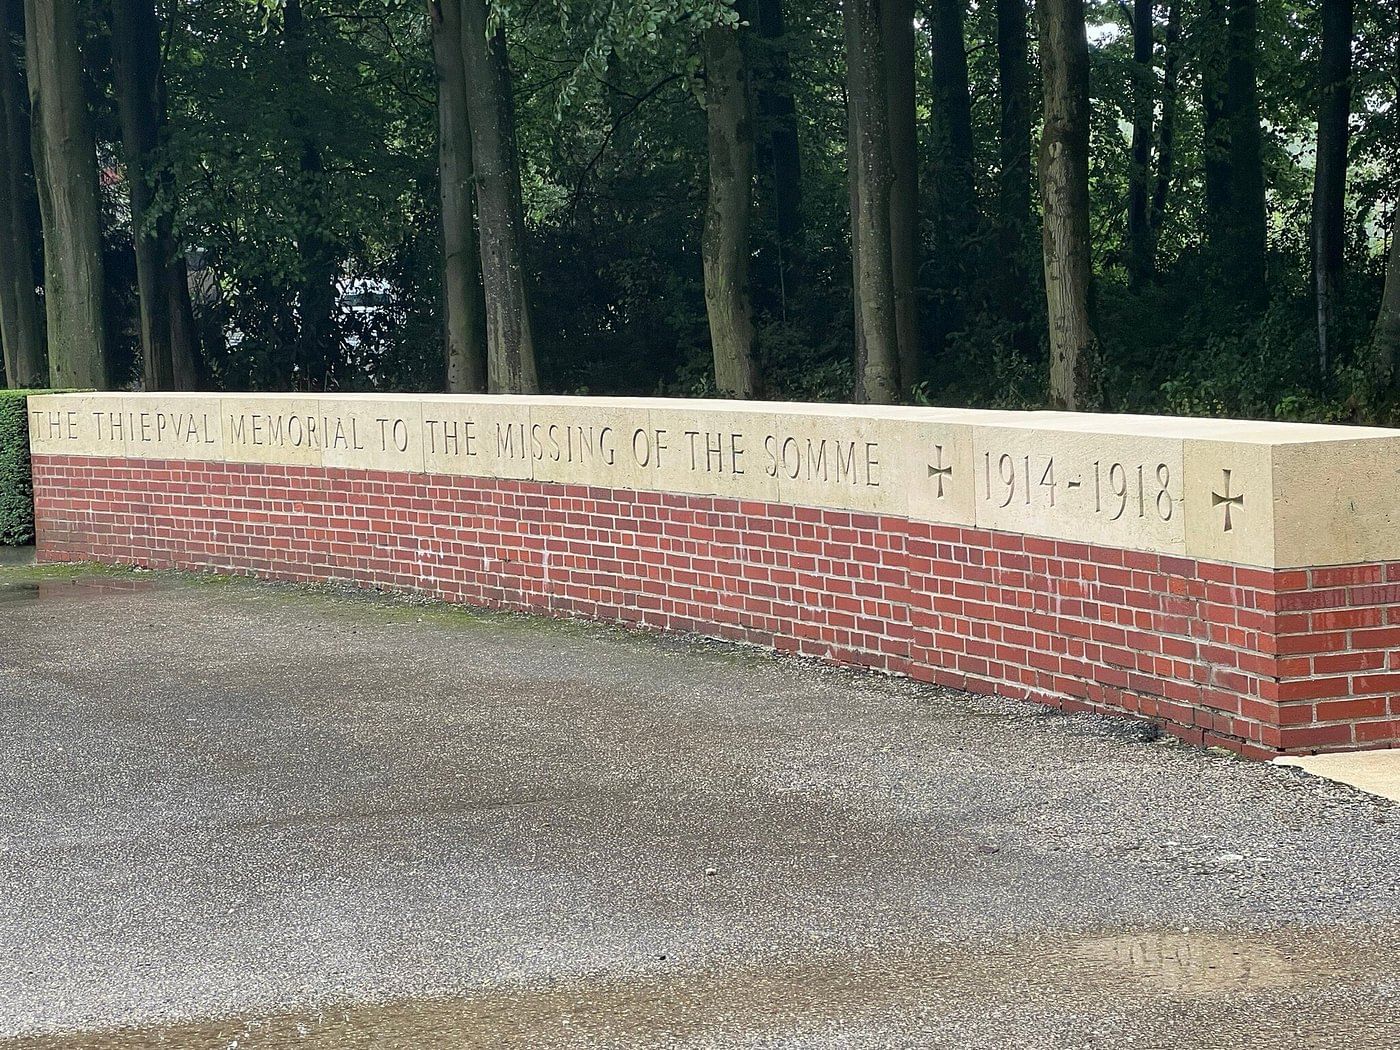 THE THIEPVAL MEMORIAL TO THE MISSING OF THE SOMME ✠ 1914-1918 ✠